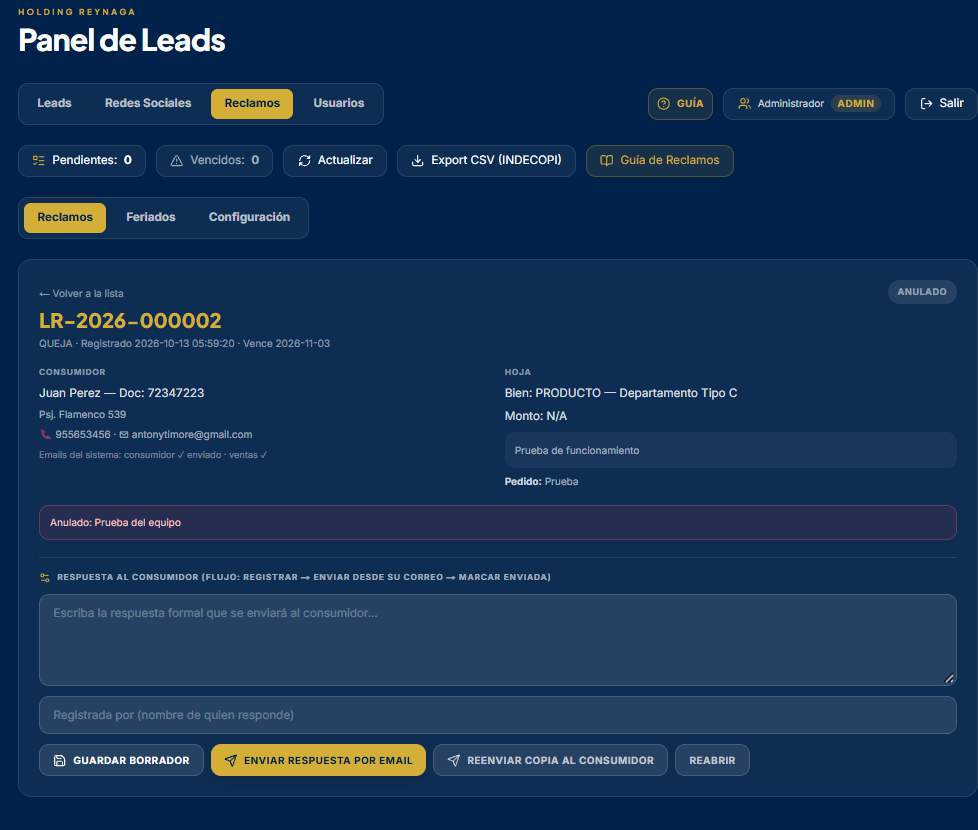 HOLDING REYNAGA
Panel de Leads
Leads Redes Sociales Reclamos Usuarios GUÍA Administrador ADMIN Salir
Pendientes: 0 Vencidos: 0 Actualizar Export CSV (INDECOPI) Guía de Reclamos
Reclamos Feriados Configuración
← Volver a la lista ANULADO
LR-2026-000002
QUEJA · Registrado 2026-10-13 05:59:20 · Vence 2026-11-03
CONSUMIDOR HOJA
Juan Perez — Doc: 72347223 Bien: PRODUCTO — Departamento Tipo C
Psj. Flamenco 539 Monto: N/A
📞 955653456 · ✉ antonytimore@gmail.com Prueba de funcionamiento
Emails del sistema: consumidor ✓ enviado · ventas ✓
Pedido: Prueba
Anulado: Prueba del equipo
RESPUESTA AL CONSUMIDOR (FLUJO: REGISTRAR → ENVIAR DESDE SU CORREO → MARCAR ENVIADA)
Escriba la respuesta formal que se enviará al consumidor...
Registrada por (nombre de quien responde)
GUARDAR BORRADOR ENVIAR RESPUESTA POR EMAIL REENVIAR COPIA AL CONSUMIDOR REABRIR